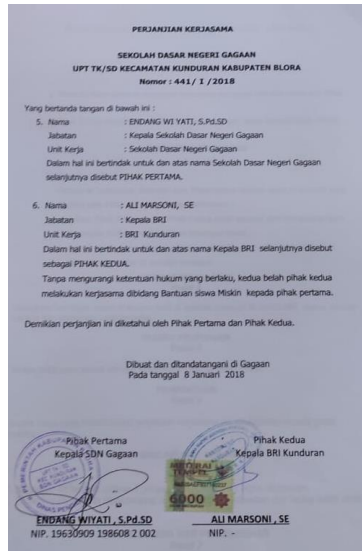 PERJANJIAN KERJASAMA
SEKOLAH DASAR NEGERI GAGAAN
UPT TK/SD KECAMATAN KUNDURAN KABUPATEN BLORA
Nomor : 441/ I /2018
Yang bertanda tangan di bawah ini :
5. Nama : ENDANG WI YATI, S.Pd.SD
Jabatan : Kepala Sekolah Dasar Negeri Gagaan
Unit Kerja : Sekolah Dasar Negeri Gagaan
Dalam hal ini bertindak untuk dan atas nama Sekolah Dasar Negeri Gagaan
selanjutnya disebut PIHAK PERTAMA.
6. Nama : ALI MARSONI, SE
Jabatan : Kepala BRI
Unit Kerja : BRI Kunduran
Dalam hal ini bertindak untuk dan atas nama Kepala BRI selanjutnya disebut
sebagai PIHAK KEDUA.
Tanpa mengurangi ketentuan hukum yang berlaku, kedua belah pihak kedua
melakukan kerjasama dibidang Bantuan siswa Miskin kepada pihak pertama.
Demikian perjanjian ini diketahui oleh Pihak Pertama dan Pihak Kedua.
Dibuat dan ditandatangani di Gagaan
Pada tanggal 8 Januari 2018
Pihak Pertama Pihak Kedua
Kepala SDN Gagaan Kepala BRI Kunduran
METERAI
TEMPEL
6000
ENDANG WIYATI , S.Pd.SD ALI MARSONI , SE
NIP. 19630909 198608 2 002 NIP. -